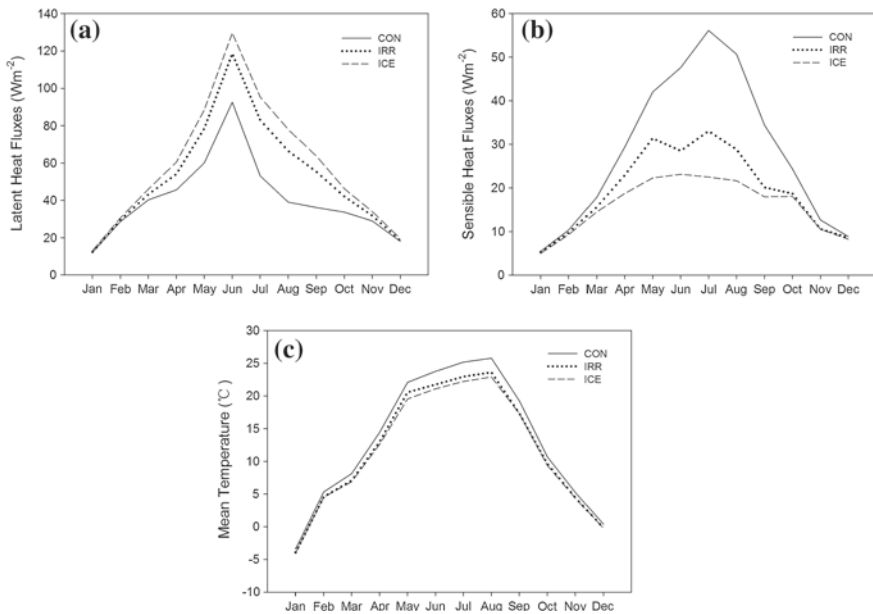 (a)
CON
IRR
ICE
Latent Heat Fluxes (Wm-2)
140
120
100
80
60
40
20
0
Jan Feb Mar Apr May Jun Jul Aug Sep Oct Nov Dec
(b)
CON
IRR
ICE
Sensible Heat Fluxes (Wm-2)
60
50
40
30
20
10
0
Jan Feb Mar Apr May Jun Jul Aug Sep Oct Nov Dec
(c)
CON
IRR
ICE
Mean Temperature (℃)
30
25
20
15
10
5
0
-5
-10
Jan Feb Mar Apr May Jun Jul Aug Sep Oct Nov Dec